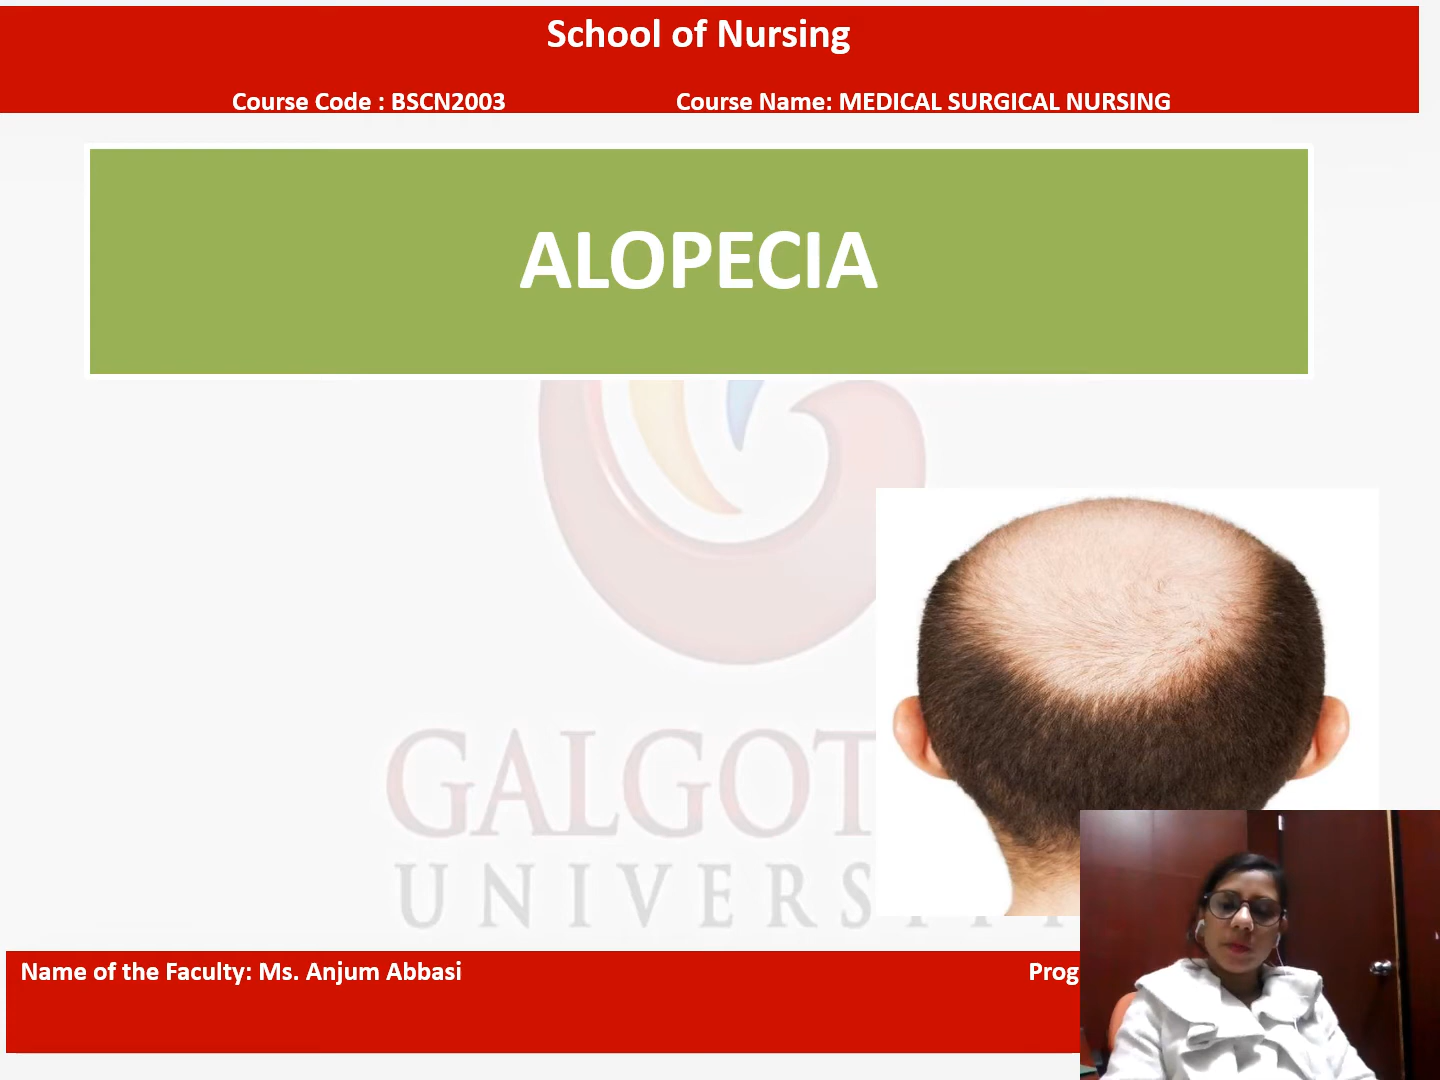 School of Nursing
Course Code : BSCN2003 Course Name: MEDICAL SURGICAL NURSING
ALOPECIA
GALGOT
UNIVERSIT
Name of the Faculty: Ms. Anjum Abbasi Prog